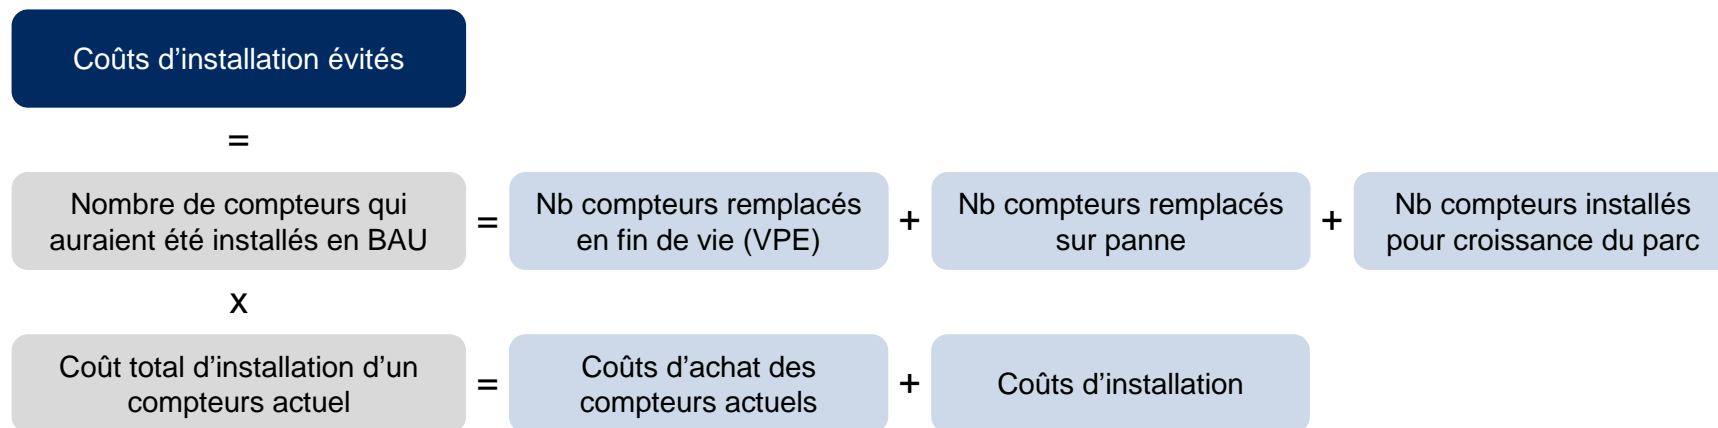 Coûts d’installation évités
=
Nombre de compteurs qui
auraient été installés en BAU
=
Nb compteurs remplacés
en fin de vie (VPE)
+
Nb compteurs remplacés
sur panne
+
Nb compteurs installés
pour croissance du parc
x
Coût total d’installation d’un
compteurs actuel
=
Coûts d’achat des
compteurs actuels
+
Coûts d’installation